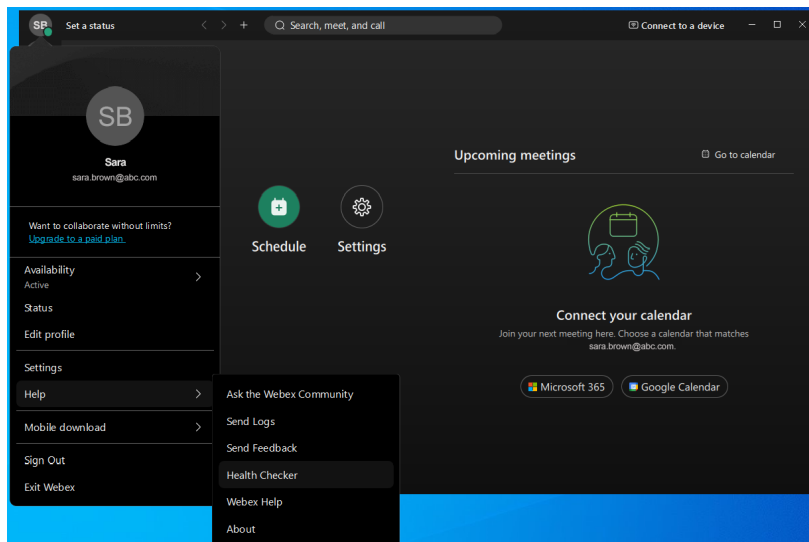 SB
Set a status
Search, meet, and call
Connect to a device
SB
Sara
sara.brown@abc.com
Want to collaborate without limits?
Upgrade to a paid plan
Availability
Active
Status
Edit profile
Settings
Help
Mobile download
Sign Out
Exit Webex
Ask the Webex Community
Send Logs
Send Feedback
Health Checker
Webex Help
About
Schedule
Settings
Upcoming meetings
Go to calendar
Connect your calendar
Join your next meeting here. Choose a calendar that matches
sara.brown@abc.com.
Microsoft 365
Google Calendar